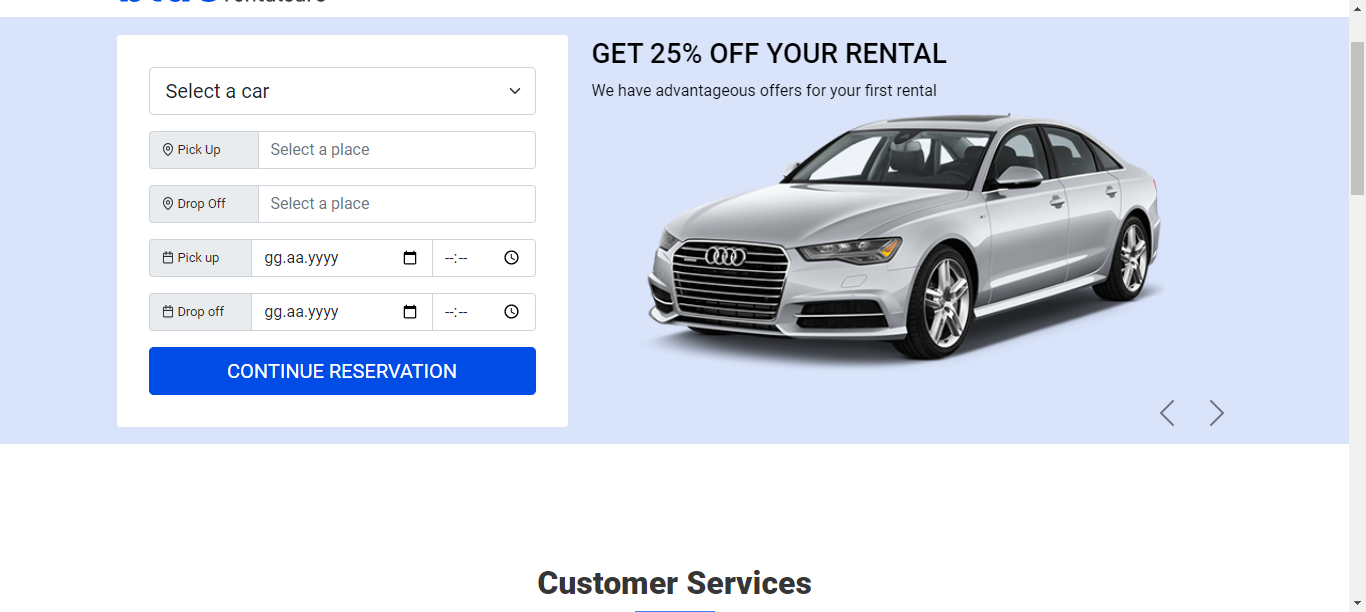 Select a car
Pick Up Select a place
Drop Off Select a place
Pick up gg.aa.yyyy --:--
Drop off gg.aa.yyyy --:--
CONTINUE RESERVATION
GET 25% OFF YOUR RENTAL
We have advantageous offers for your first rental
Customer Services